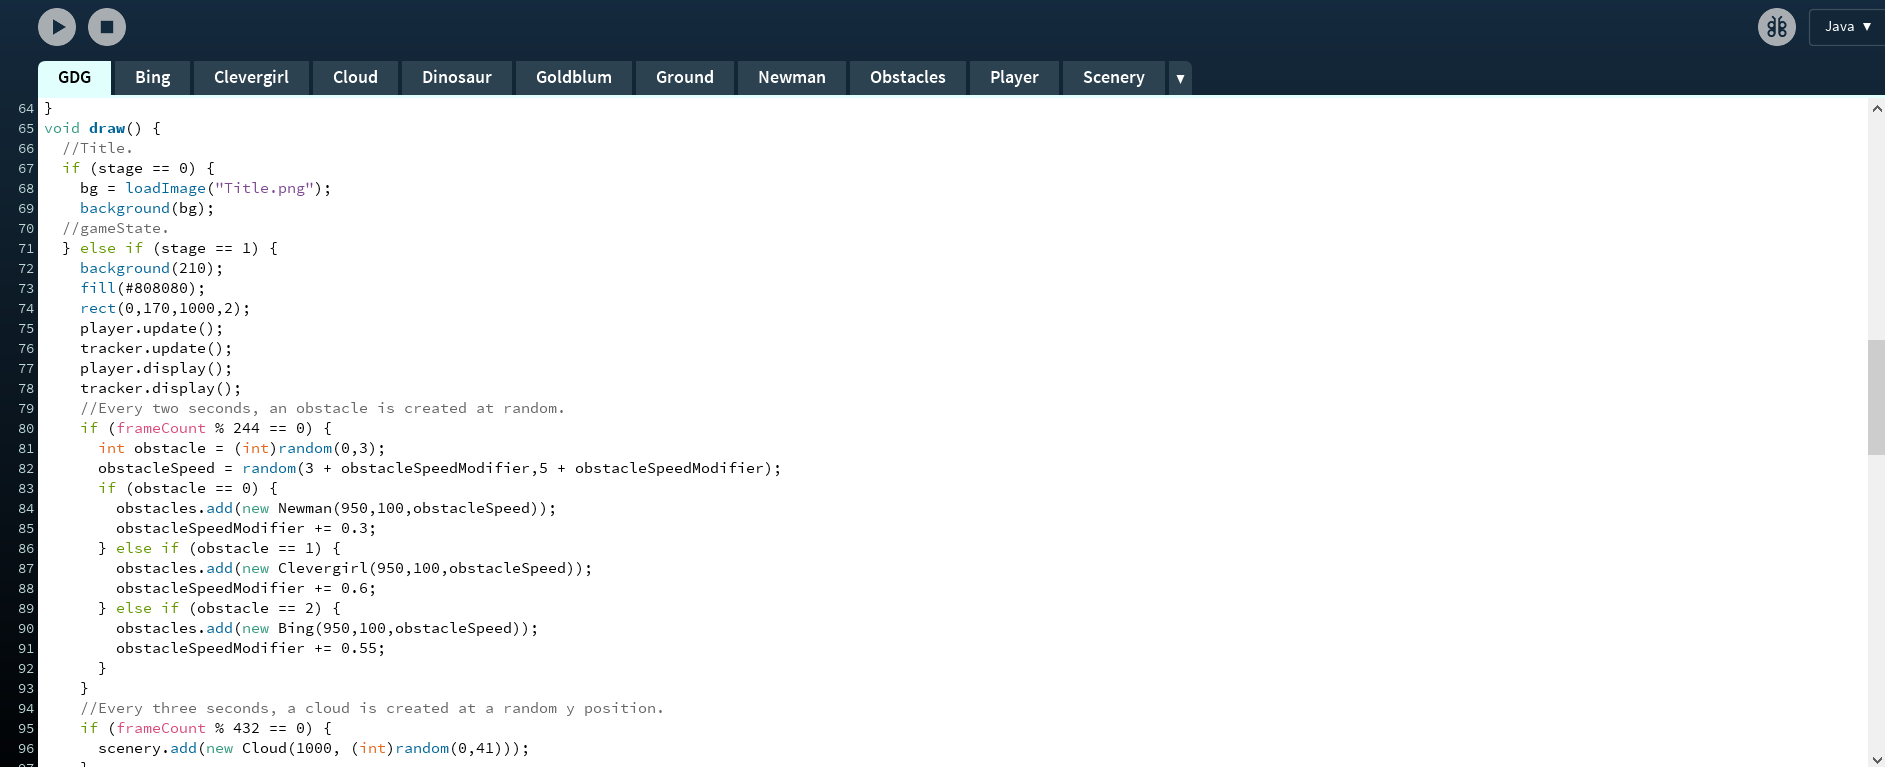 Java ▼
GDG Bing Clevergirl Cloud Dinosaur Goldblum Ground Newman Obstacles Player Scenery ▼
64 }
65 void draw() {
66   //Title.
67   if (stage == 0) {
68     bg = loadImage("Title.png");
69     background(bg);
70   //gameState.
71   } else if (stage == 1) {
72     background(210);
73     fill(#808080);
74     rect(0,170,1000,2);
75     player.update();
76     tracker.update();
77     player.display();
78     tracker.display();
79     //Every two seconds, an obstacle is created at random.
80     if (frameCount % 244 == 0) {
81       int obstacle = (int)random(0,3);
82       obstacleSpeed = random(3 + obstacleSpeedModifier,5 + obstacleSpeedModifier);
83       if (obstacle == 0) {
84         obstacles.add(new Newman(950,100,obstacleSpeed));
85         obstacleSpeedModifier += 0.3;
86       } else if (obstacle == 1) {
87         obstacles.add(new Clevergirl(950,100,obstacleSpeed));
88         obstacleSpeedModifier += 0.6;
89       } else if (obstacle == 2) {
90         obstacles.add(new Bing(950,100,obstacleSpeed));
91         obstacleSpeedModifier += 0.55;
92       }
93     }
94     //Every three seconds, a cloud is created at a random y position.
95     if (frameCount % 432 == 0) {
96       scenery.add(new Cloud(1000, (int)random(0,41)));